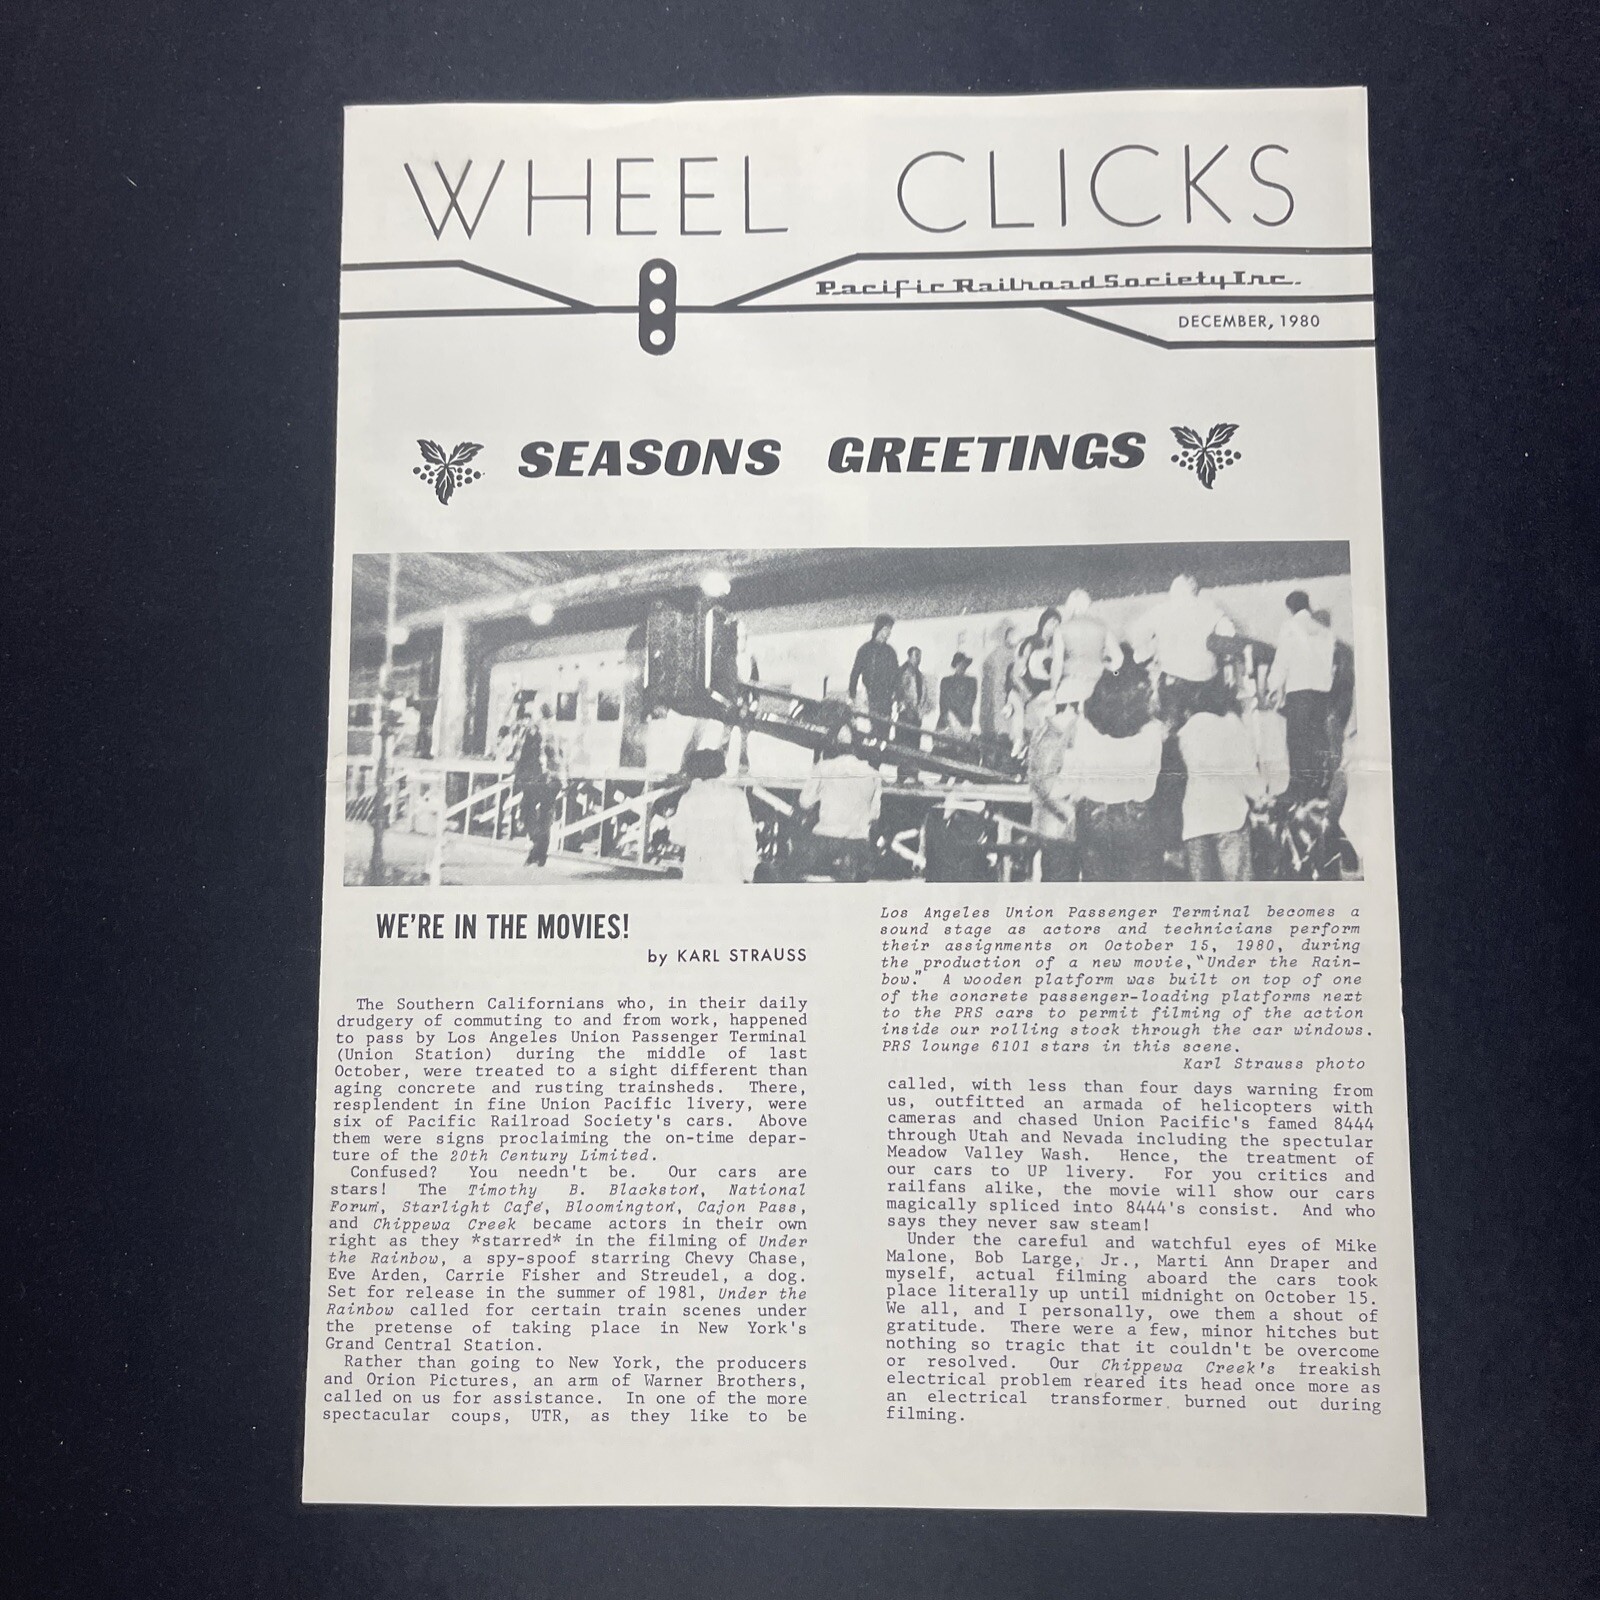 WHEEL CLICKS
Pacific Railroad Society Inc.
DECEMBER, 1980
SEASONS GREETINGS
WE'RE IN THE MOVIES!
by KARL STRAUSS
The Southern Californians who, in their daily
drudgery of commuting to and from work, happened
to pass by Los Angeles Union Passenger Terminal
(Union Station) during the middle of last
October, were treated to a sight different than
aging concrete and rusting trainsheds. There,
resplendent in fine Union Pacific livery, were
six of Pacific Railroad Society's cars. Above
them were signs proclaiming the on-time depar-
ture of the 20th Century Limited.
Confused? You needn't be. Our cars are
stars! The Timothy B. Blackston, National
Forum, Starlight Cafe, Bloomington, Cajon Pass,
and Chippewa Creek became actors in their own
right as they *starred* in the filming of Under
the Rainbow, a spy-spoof starring Chevy Chase,
Eve Arden, Carrie Fisher and Streudel, a dog.
Set for release in the summer of 1981, Under the
Rainbow called for certain train scenes under
the pretense of taking place in New York's
Grand Central Station.
Rather than going to New York, the producers
and Orion Pictures, an arm of Warner Brothers,
called on us for assistance. In one of the more
spectacular coups, UTR, as they like to be
Los Angeles Union Passenger Terminal becomes a
sound stage as actors and technicians perform
their assignments on October 15, 1980, during
the production of a new movie,"Under the Rain-
bow." A wooden platform was built on top of one
of the concrete passenger-loading platforms next
to the PRS cars to permit filming of the action
inside our rolling stock through the car windows.
PRS lounge 6101 stars in this scene.
Karl Strauss photo
called, with less than four days warning from
us, outfitted an armada of helicopters with
cameras and chased Union Pacific's famed 8444
through Utah and Nevada including the spectular
Meadow Valley Wash. Hence, the treatment of
our cars to UP livery. For you critics and
railfans alike, the movie will show our cars
magically spliced into 8444's consist. And who
says they never saw steam!
Under the careful and watchful eyes of Mike
Malone, Bob Large, Jr., Marti Ann Draper and
myself, actual filming aboard the cars took
place literally up until midnight on October 15.
We all, and I personally, owe them a shout of
gratitude. There were a few, minor hitches but
nothing so tragic that it couldn't be overcome
or resolved. Our Chippewa Creek's freakish
electrical problem reared its head once more as
an electrical transformer burned out during
filming.